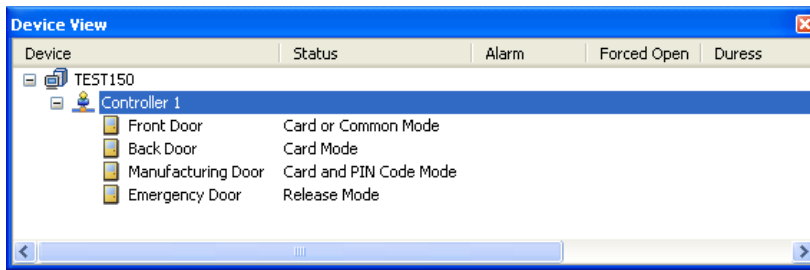 Device View
Device Status Alarm Forced Open Duress
TEST150
Controller 1
Front Door Card or Common Mode
Back Door Card Mode
Manufacturing Door Card and PIN Code Mode
Emergency Door Release Mode